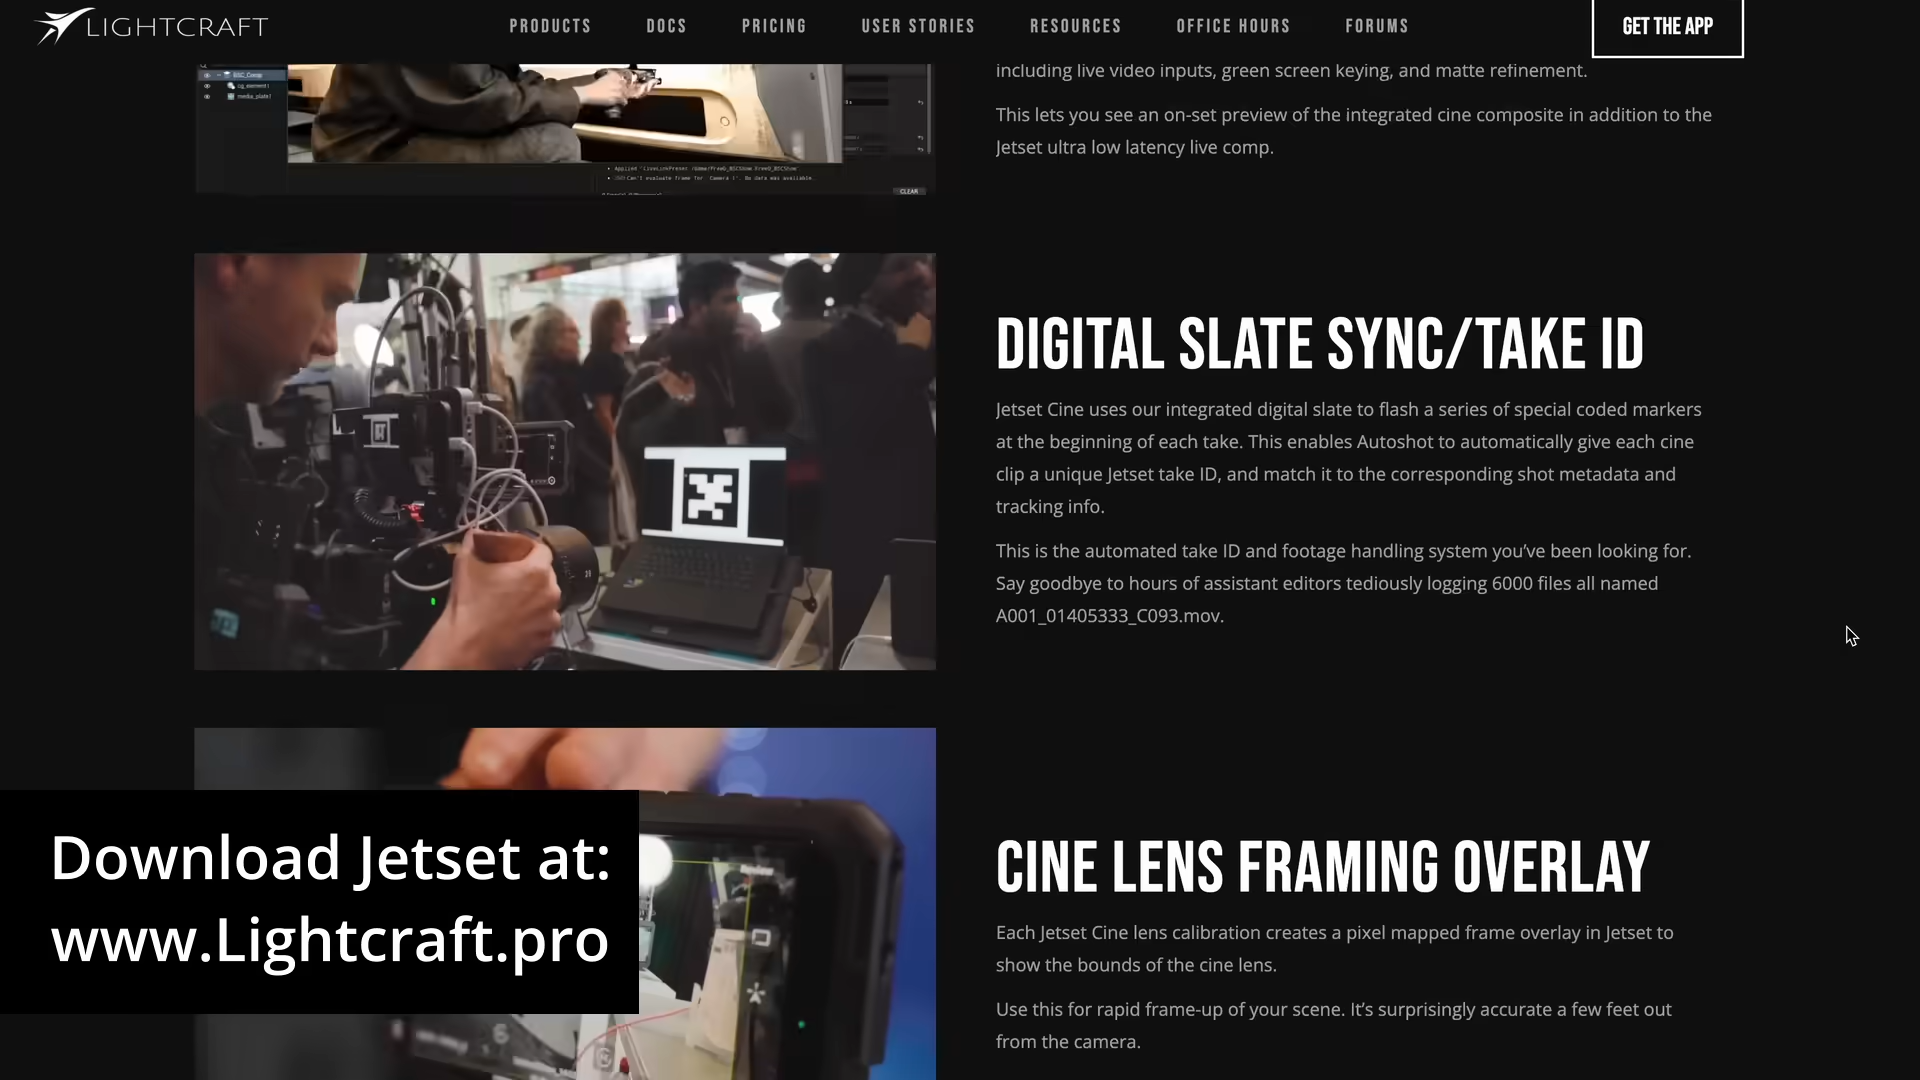 LIGHTCRAFT
PRODUCTS
DOCS
PRICING
USER STORIES
RESOURCES
OFFICE HOURS
FORUMS
GET THE APP
BSC_Comp
cg_element1
media_plate1
CLEAR
including live video inputs, green screen keying, and matte refinement.
This lets you see an on-set preview of the integrated cine composite in addition to the
Jetset ultra low latency live comp.
DIGITAL SLATE SYNC/TAKE ID
Jetset Cine uses our integrated digital slate to flash a series of special coded markers
at the beginning of each take. This enables Autoshot to automatically give each cine
clip a unique Jetset take ID, and match it to the corresponding shot metadata and
tracking info.
This is the automated take ID and footage handling system you’ve been looking for.
Say goodbye to hours of assistant editors tediously logging 6000 files all named
A001_01405333_C093.mov.
Download Jetset at:
www.Lightcraft.pro
CINE LENS FRAMING OVERLAY
Each Jetset Cine lens calibration creates a pixel mapped frame overlay in Jetset to
show the bounds of the cine lens.
Use this for rapid frame-up of your scene. It’s surprisingly accurate a few feet out
from the camera.